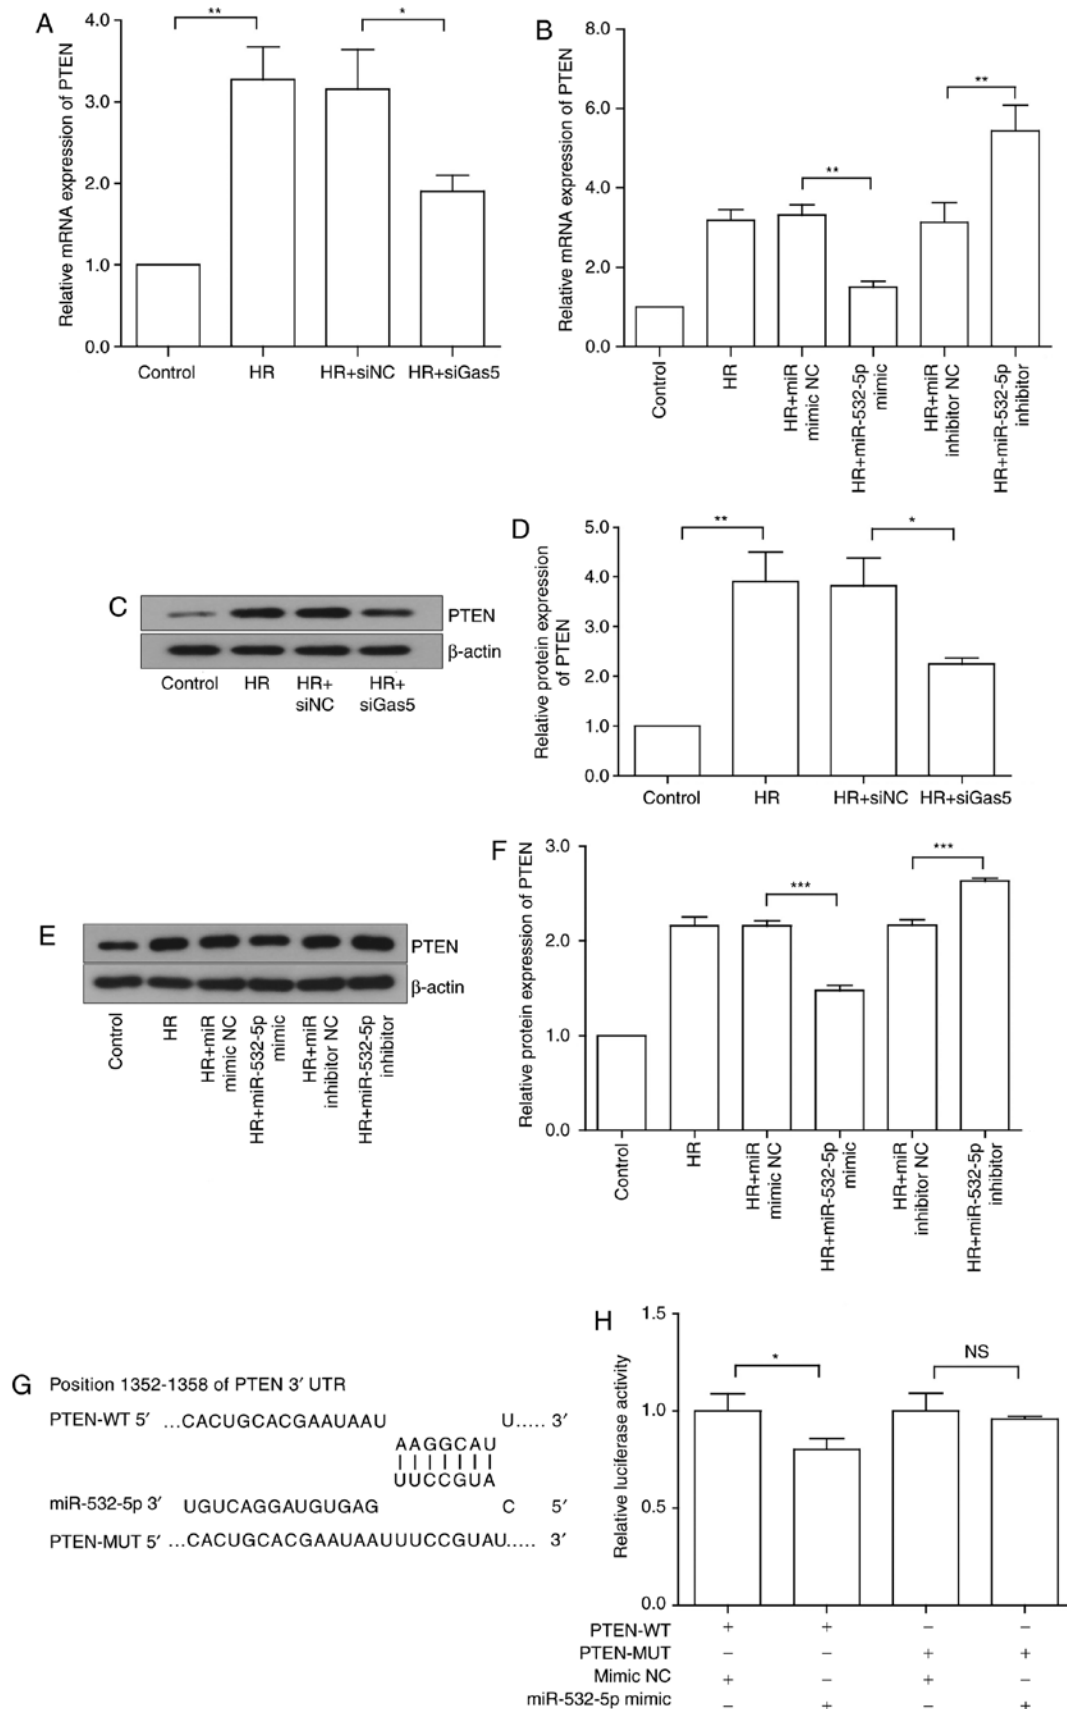 A
Relative mRNA expression of PTEN
4.0
3.0
2.0
1.0
0.0
**
*
Control
HR
HR+siNC
HR+siGas5
B
Relative mRNA expression of PTEN
8.0
6.0
4.0
2.0
0.0
**
**
Control
HR
HR+miR
mimic NC
HR+miR-532-5p
mimic
HR+miR
inhibitor NC
HR+miR-532-5p
inhibitor
C
PTEN
β-actin
Control
HR
HR+
siNC
HR+
siGas5
D
Relative protein expression
of PTEN
5.0
4.0
3.0
2.0
1.0
0.0
**
*
Control
HR
HR+siNC
HR+siGas5
E
PTEN
β-actin
Control
HR
HR+miR
mimic NC
HR+miR-532-5p
mimic
HR+miR
inhibitor NC
HR+miR-532-5p
inhibitor
F
Relative protein expression of PTEN
3.0
2.0
1.0
0.0
***
***
Control
HR
HR+miR
mimic NC
HR+miR-532-5p
mimic
HR+miR
inhibitor NC
HR+miR-532-5p
inhibitor
G
Position 1352-1358 of PTEN 3′ UTR
PTEN-WT 5′ ...CACUGCACGAAUAAU U..... 3′
AAGGCAU
UUCCGUA
miR-532-5p 3′ UGUCAGGAUGUGAG C 5′
PTEN-MUT 5′ ...CACUGCACGAAUAAUUUCCGUAU..... 3′
H
Relative luciferase activity
1.5
1.0
0.5
0.0
*
NS
PTEN-WT + + − −
PTEN-MUT − − + +
Mimic NC + − + −
miR-532-5p mimic − + − +